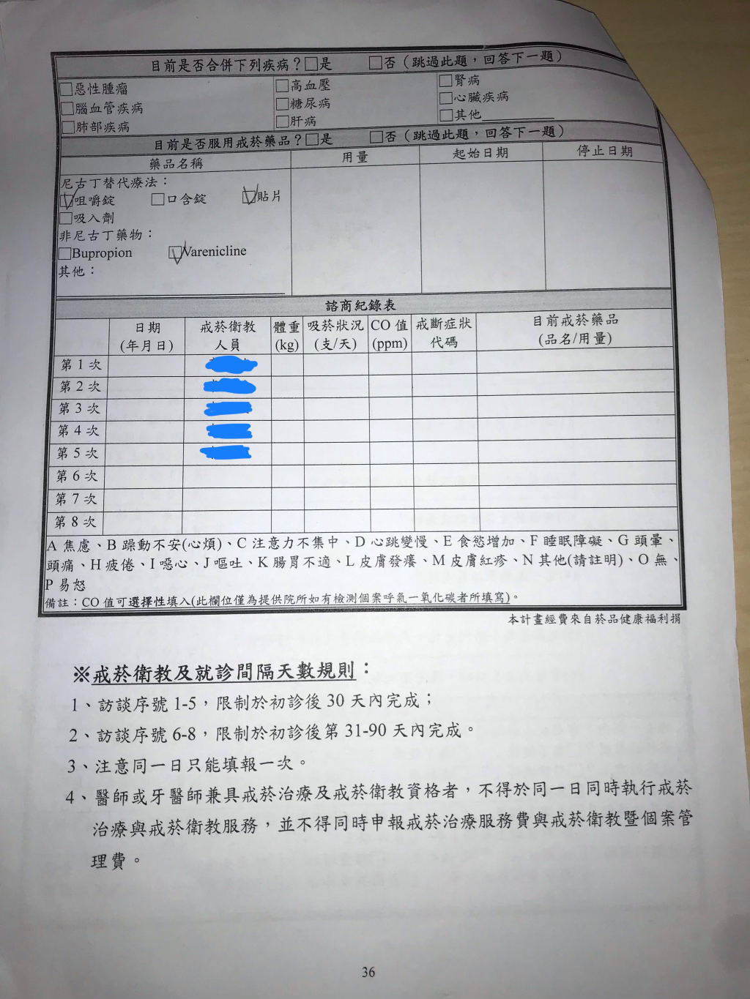 目前是否合併下列疾病？□是 □否（跳過此題，回答下一題）
□惡性腫瘤 □高血壓 □腎病
□腦血管疾病 □糖尿病 □心臟疾病
□肺部疾病 □肝病 □其他
目前是否服用戒菸藥品？□是 □否（跳過此題，回答下一題）
藥品名稱 用量 起始日期 停止日期
尼古丁替代療法：
☑咀嚼錠 □口含錠 ☑貼片
□吸入劑
非尼古丁藥物：
□Bupropion ☑Varenicline
其他：
諮商紀錄表
日期 戒菸衛教 體重 吸菸狀況 CO 值 戒斷症狀 目前戒菸藥品
(年月日) 人員 (kg) (支/天) (ppm) 代碼 (品名/用量)
第 1 次
第 2 次
第 3 次
第 4 次
第 5 次
第 6 次
第 7 次
第 8 次
A 焦慮、B 躁動不安(心煩)、C 注意力不集中、D 心跳變慢、E 食慾增加、F 睡眠障礙、G 頭暈、
頭痛、H 疲倦、I 噁心、J 嘔吐、K 腸胃不適、L 皮膚發癢、M 皮膚紅疹、N 其他(請註明)、O 無、
P 易怒
備註：CO 值可選擇性填入(此欄位僅為提供院所如有檢測個案呼氣一氧化碳者所填寫)。
本計畫經費來自菸品健康福利捐
※戒菸衛教及就診間隔天數規則：
1、訪談序號 1-5，限制於初診後 30 天內完成；
2、訪談序號 6-8，限制於初診後第 31-90 天內完成。
3、注意同一日只能填報一次。
4、醫師或牙醫師兼具戒菸治療及戒菸衛教資格者，不得於同一日同時執行戒菸
治療與戒菸衛教服務，並不得同時申報戒菸治療服務費與戒菸衛教暨個案管
理費。
36